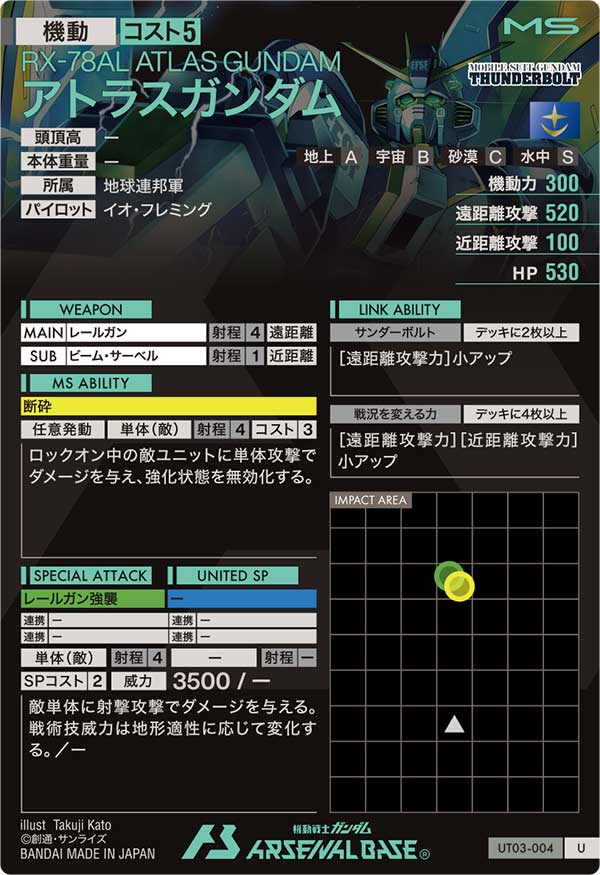 機動 コスト5 MS
RX-78AL ATLAS GUNDAM
アトラスガンダム
EFSF
MOBILE SUIT GUNDAM
THUNDERBOLT
頭頂高 ー
本体重量 ー
所属 地球連邦軍
パイロット イオ・フレミング
地上 A 宇宙 B 砂漠 C 水中 S
機動力 300
遠距離攻撃 520
近距離攻撃 100
HP 530
WEAPON
MAIN レールガン 射程 4 遠距離
SUB ビーム・サーベル 射程 1 近距離
MS ABILITY
断砕
任意発動 単体(敵) 射程 4 コスト 3
ロックオン中の敵ユニットに単体攻撃で
ダメージを与え、強化状態を無効化する。
LINK ABILITY
サンダーボルト デッキに2枚以上
[遠距離攻撃力]小アップ
戦況を変える力 デッキに4枚以上
[遠距離攻撃力][近距離攻撃力]
小アップ
IMPACT AREA
SPECIAL ATTACK UNITED SP
レールガン強襲 ー
連携 ー 連携 ー
連携 ー 連携 ー
単体(敵) 射程 4 ー 射程 ー
SPコスト 2 威力 3500 / ー
敵単体に射撃攻撃でダメージを与える。
戦術技威力は地形適性に応じて変化す
る。／ー
illust Takuji Kato
©創通・サンライズ
BANDAI MADE IN JAPAN
機動戦士ガンダム
AB ARSENAL BASE ®
UT03-004 U